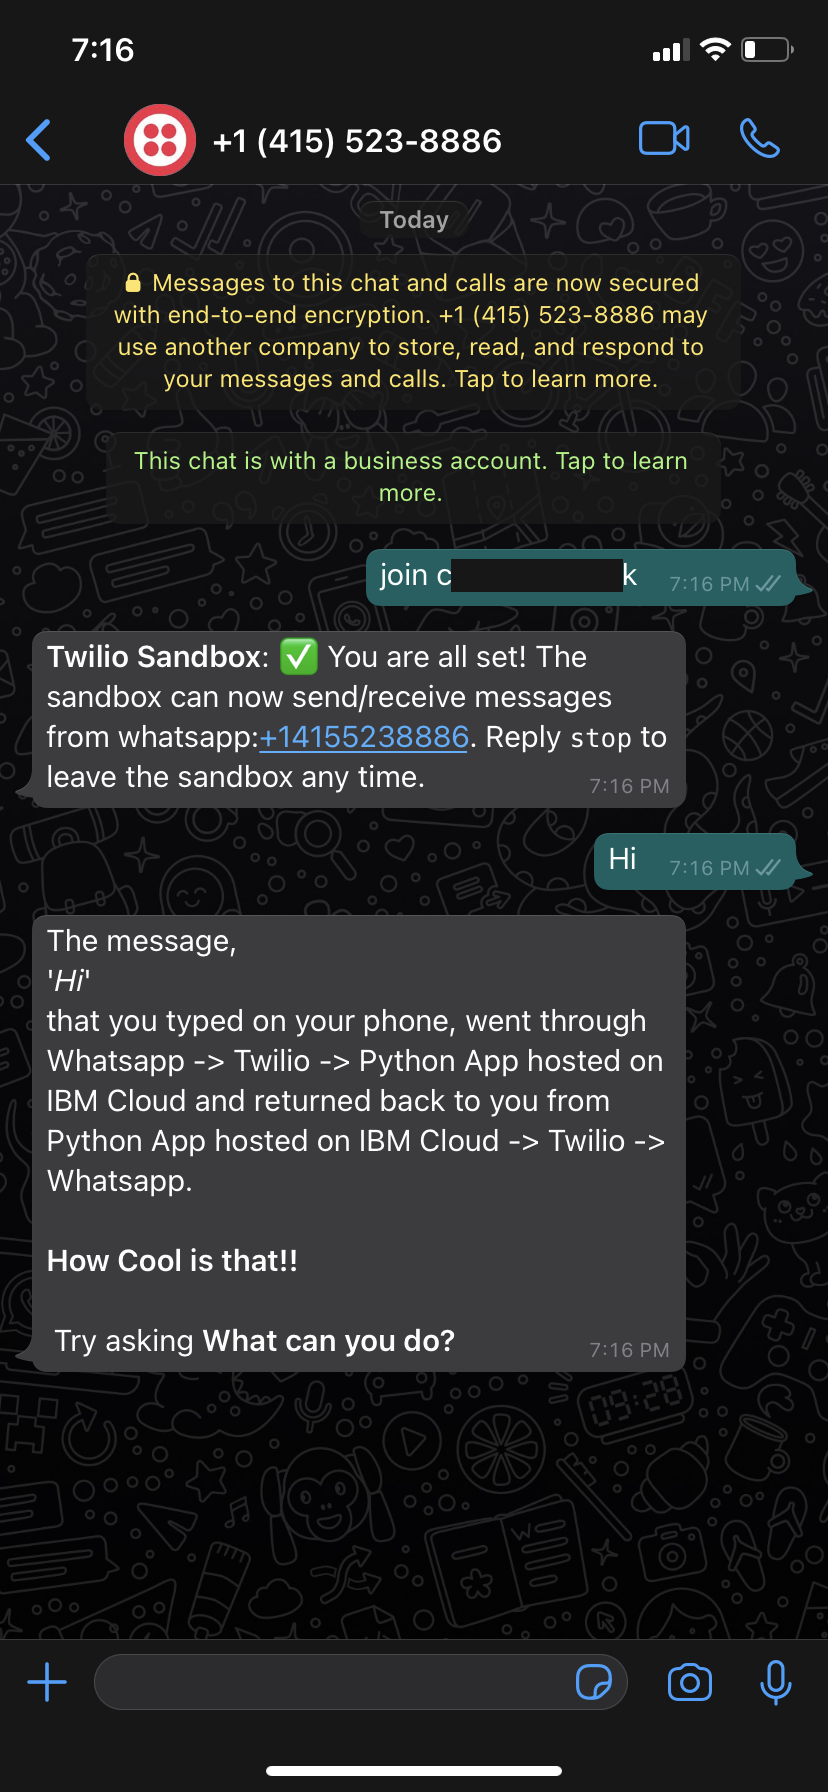 7:16
+1 (415) 523-8886
Today
Messages to this chat and calls are now secured
with end-to-end encryption. +1 (415) 523-8886 may
use another company to store, read, and respond to
your messages and calls. Tap to learn more.
This chat is with a business account. Tap to learn
more.
join c k 7:16 PM
Twilio Sandbox: ✅ You are all set! The
sandbox can now send/receive messages
from whatsapp:+14155238886. Reply stop to
leave the sandbox any time. 7:16 PM
Hi 7:16 PM
The message,
'Hi'
that you typed on your phone, went through
Whatsapp -> Twilio -> Python App hosted on
IBM Cloud and returned back to you from
Python App hosted on IBM Cloud -> Twilio ->
Whatsapp.
How Cool is that!!
Try asking What can you do? 7:16 PM
09:28
W